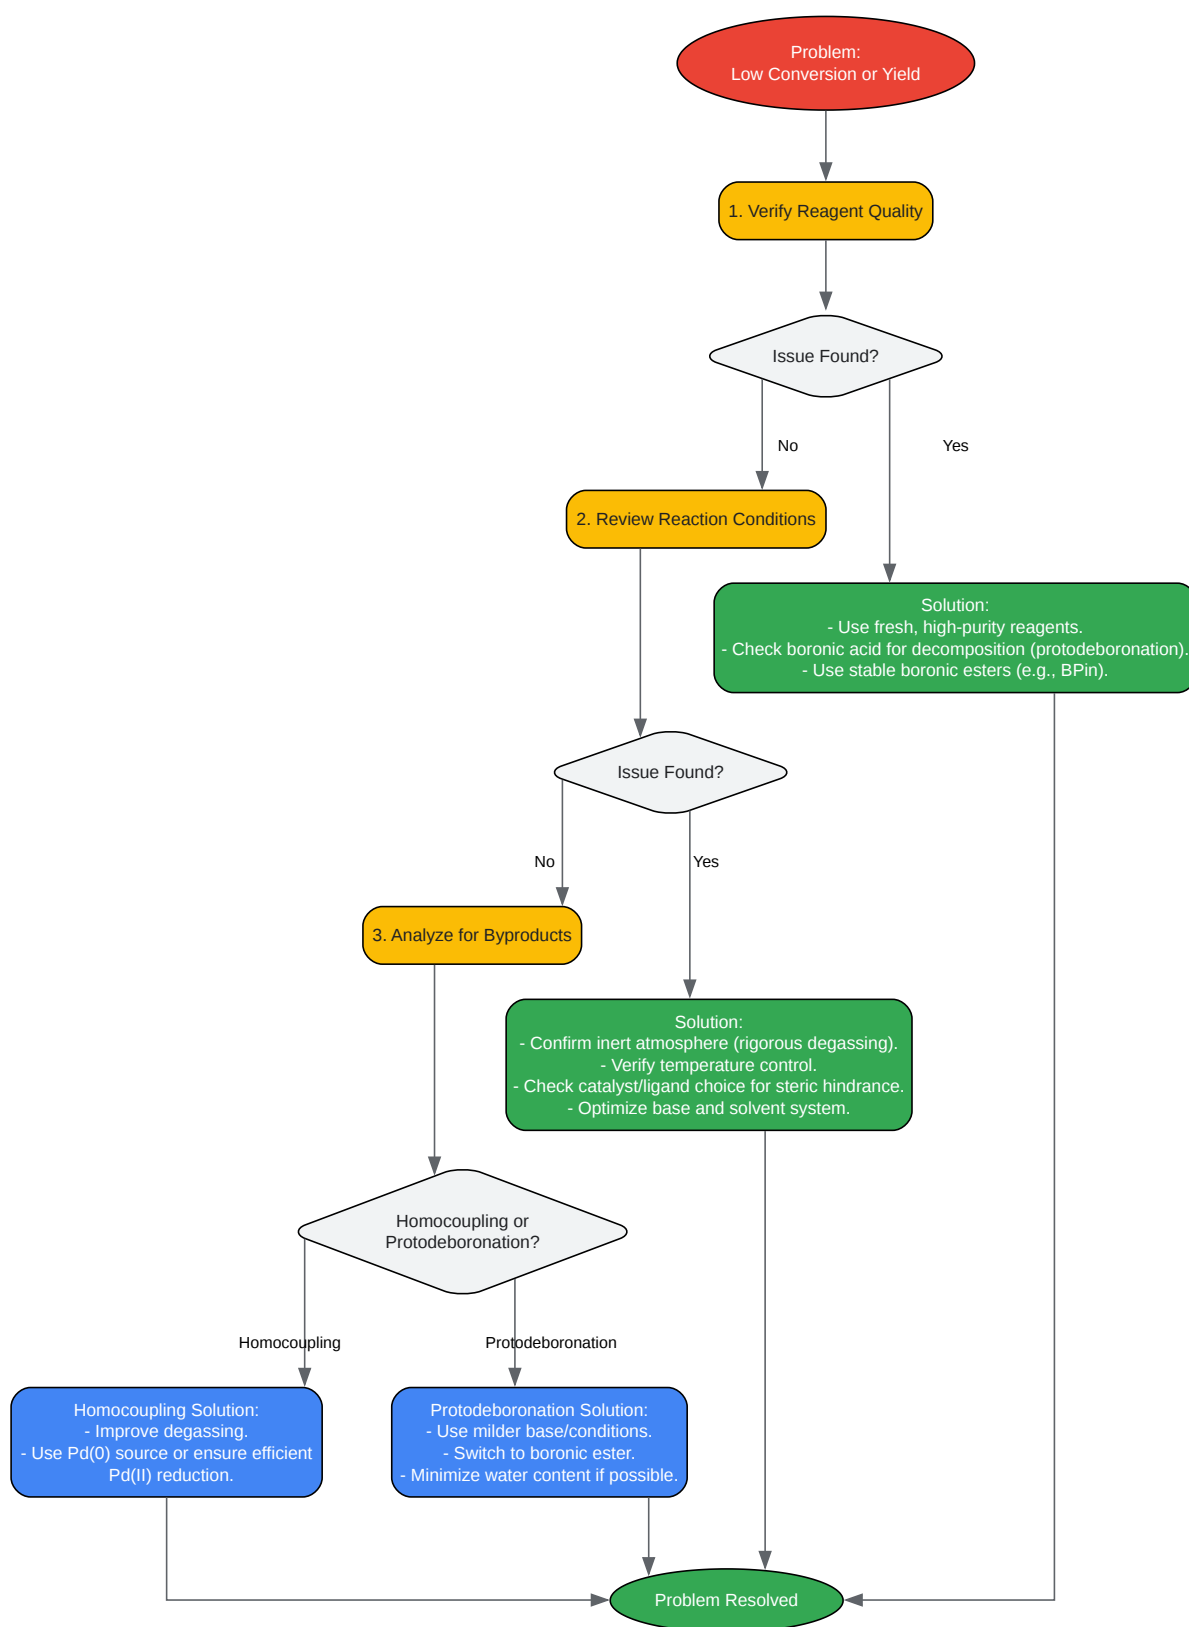 Problem:
Low Conversion or Yield
1. Verify Reagent Quality
Issue Found?
No
Yes
2. Review Reaction Conditions
Solution:
- Use fresh, high-purity reagents.
- Check boronic acid for decomposition (protodeboronation).
- Use stable boronic esters (e.g., BPin).
Issue Found?
No
Yes
3. Analyze for Byproducts
Solution:
- Confirm inert atmosphere (rigorous degassing).
- Verify temperature control.
- Check catalyst/ligand choice for steric hindrance.
- Optimize base and solvent system.
Homocoupling or
Protodeboronation?
Homocoupling
Protodeboronation
Homocoupling Solution:
- Improve degassing.
- Use Pd(0) source or ensure efficient
Pd(II) reduction.
Protodeboronation Solution:
- Use milder base/conditions.
- Switch to boronic ester.
- Minimize water content if possible.
Problem Resolved